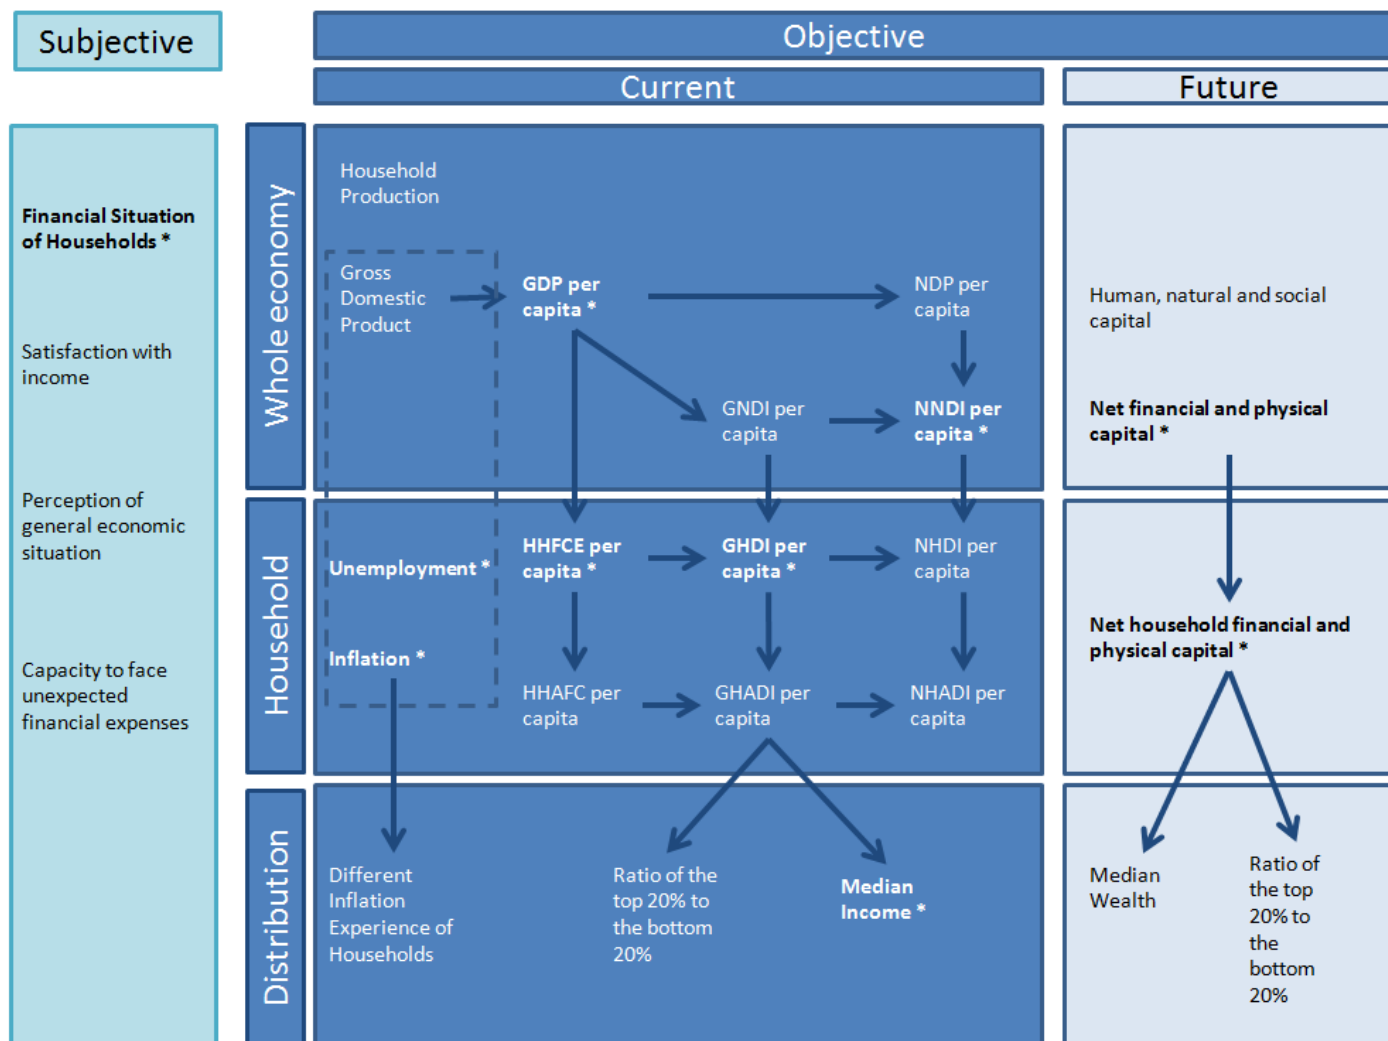 Subjective
Objective
Current
Future
Financial Situation
of Households *
Satisfaction with
income
Perception of
general economic
situation
Capacity to face
unexpected
financial expenses
Whole economy
Household
Production
Gross
Domestic
Product
GDP per
capita *
NDP per
capita
GNDI per
capita
NNDI per
capita *
Human, natural and social
capital
Net financial and physical
capital *
Household
Unemployment *
Inflation *
HHFCE per
capita *
GHDI per
capita *
NHDI per
capita
HHAFC per
capita
GHADI per
capita
NHADI per
capita
Net household financial and
physical capital *
Distribution
Different
Inflation
Experience of
Households
Ratio of the
top 20% to
the bottom
20%
Median
Income *
Median
Wealth
Ratio of
the top
20% to
the
bottom
20%